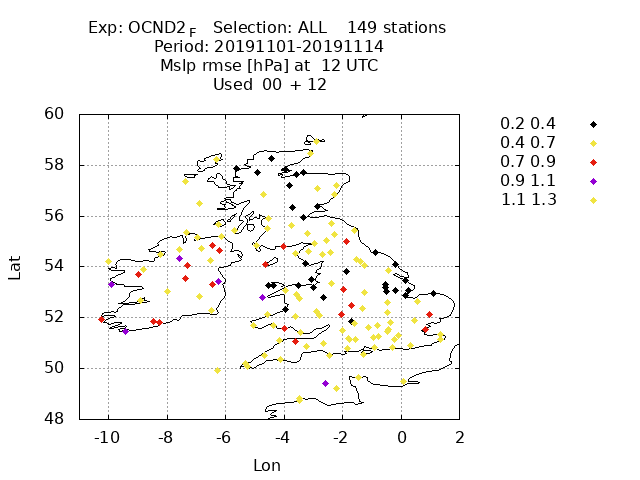 Exp: OCND2F Selection: ALL 149 stations
Period: 20191101-20191114
Mslp rmse [hPa] at 12 UTC
Used 00 + 12
0.2 0.4
0.4 0.7
0.7 0.9
0.9 1.1
1.1 1.3
60
58
56
54
52
50
48
Lat
-10 -8 -6 -4 -2 0 2
Lon